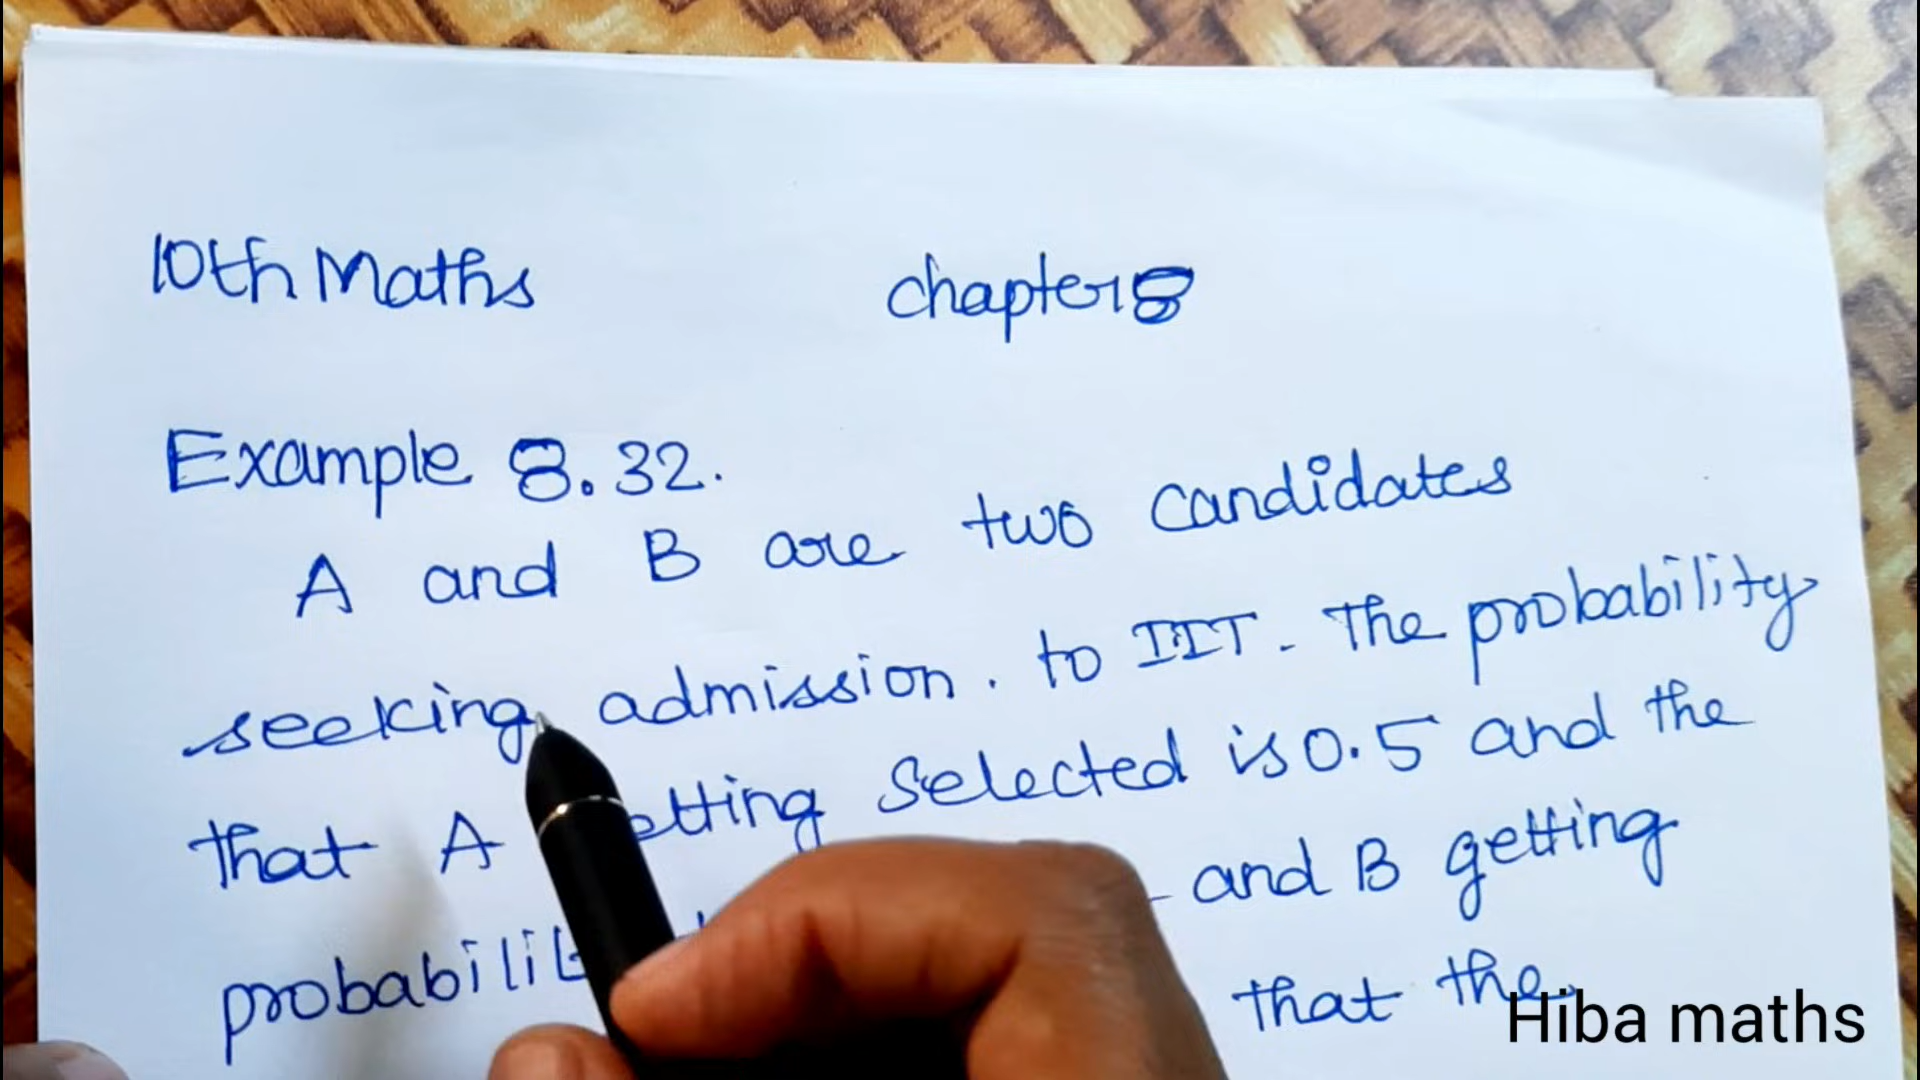 10th Maths chapter 8
Example 8.32.
A and B are two candidates
seeking admission. to IIT. The probability
that A etting selected is 0.5 and the
and B getting
that the
Hiba maths